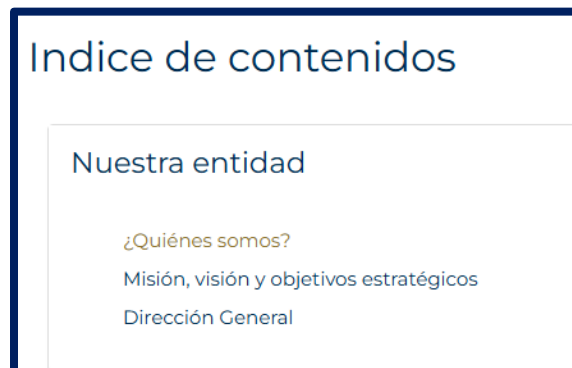 Indice de contenidos
Nuestra entidad
¿Quiénes somos?
Misión, visión y objetivos estratégicos
Dirección General